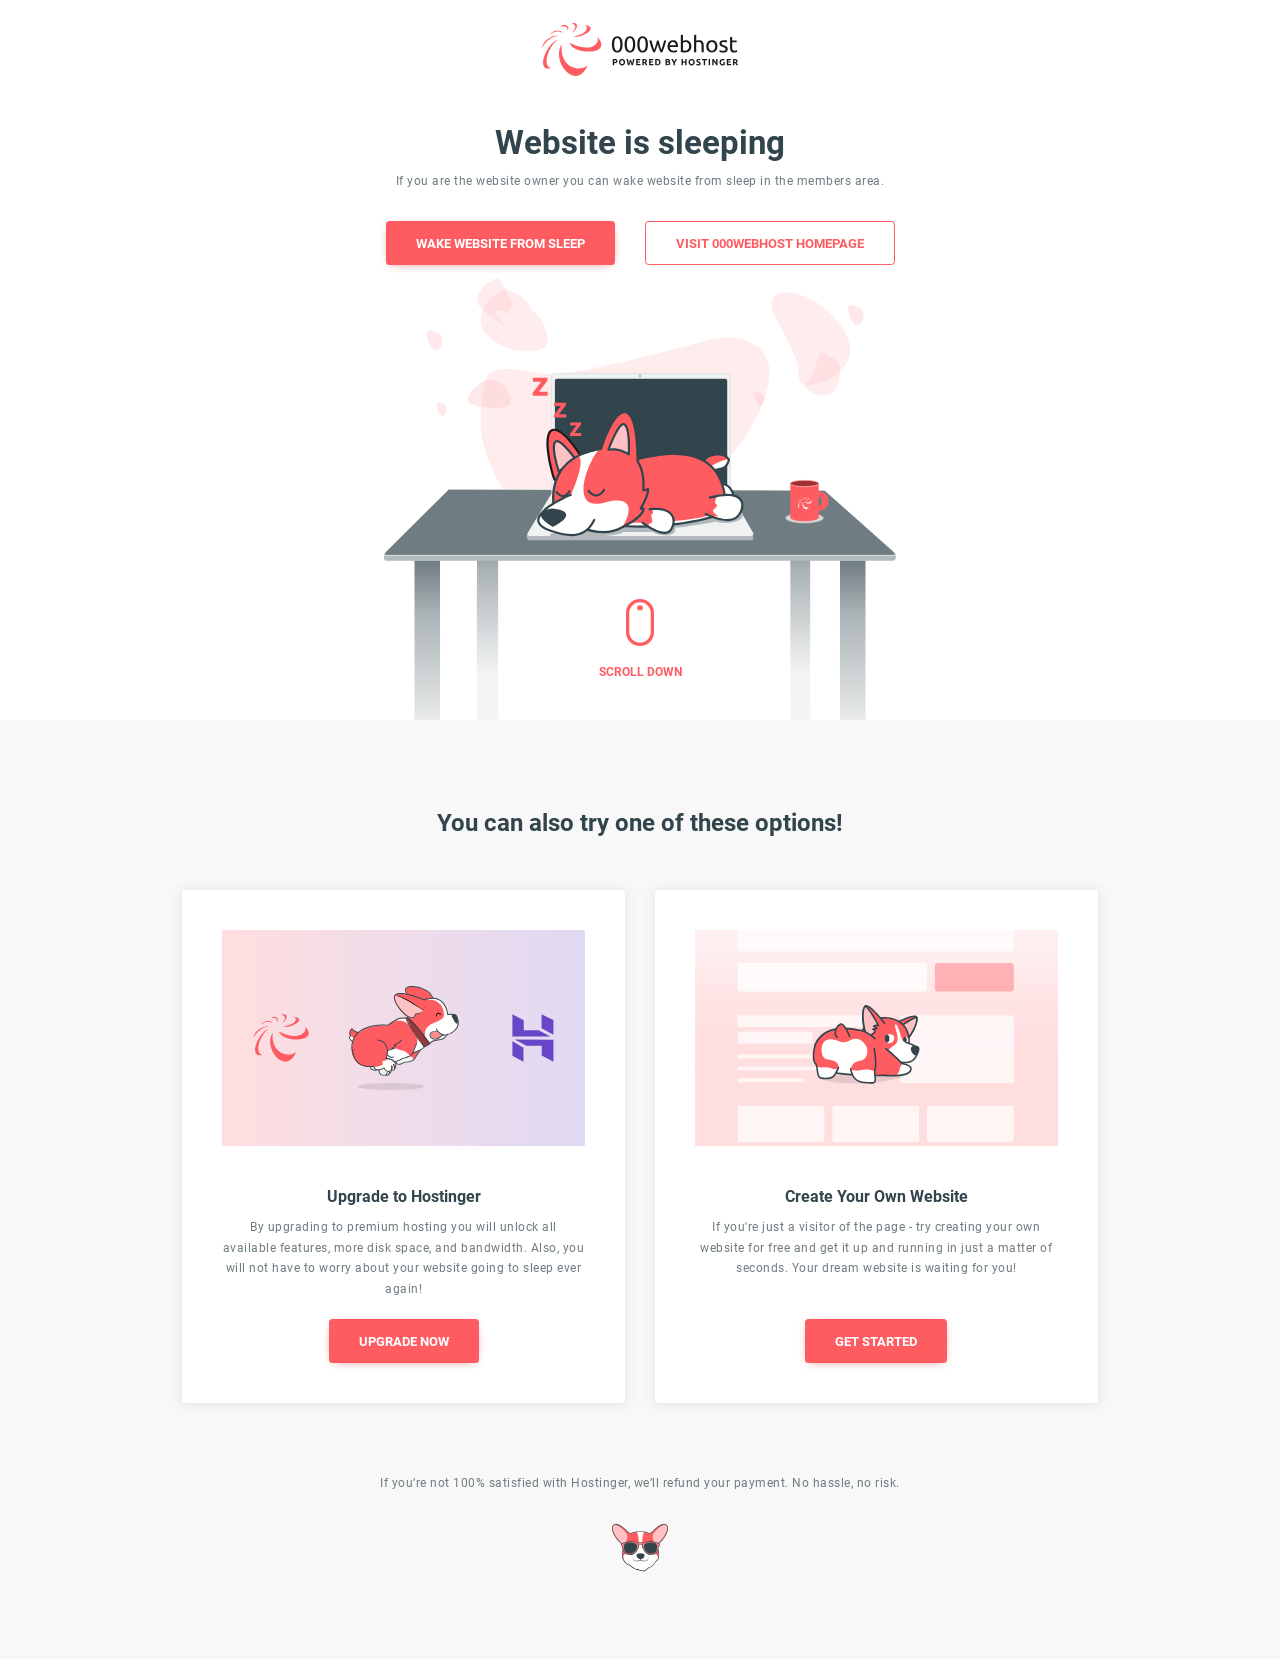 000webhost
POWERED BY HOSTINGER
Website is sleeping
If you are the website owner you can wake website from sleep in the members area.
WAKE WEBSITE FROM SLEEP
VISIT 000WEBHOST HOMEPAGE
Z
Z
Z
SCROLL DOWN
You can also try one of these options!
Upgrade to Hostinger
By upgrading to premium hosting you will unlock all
available features, more disk space, and bandwidth. Also, you
will not have to worry about your website going to sleep ever
again!
UPGRADE NOW
Create Your Own Website
If you're just a visitor of the page - try creating your own
website for free and get it up and running in just a matter of
seconds. Your dream website is waiting for you!
GET STARTED
If you’re not 100% satisfied with Hostinger, we’ll refund your payment. No hassle, no risk.